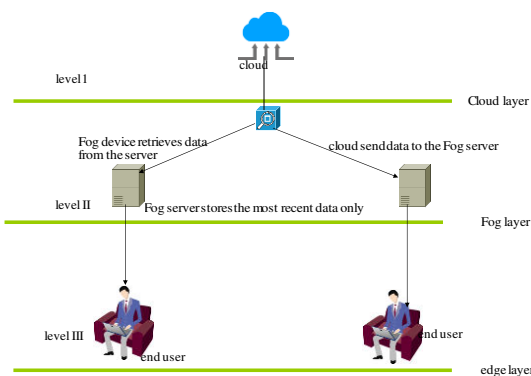 cloud
level I
Cloud layer
Fog device retrieves data
from the server
cloud send data to the Fog server
level II
Fog server stores the most recent data only
Fog layer
level III
end user
end user
edge layer